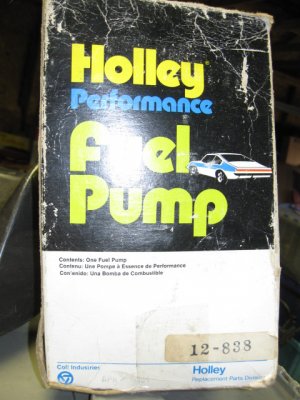 Holley
Performance
Fuel
Pump
Contents: One Fuel Pump
Contenu: Une Pompe à Essence de Performance
Contenido: Una Bomba de Combustible
12-838
Colt Industries
Holley
Replacement Parts Division